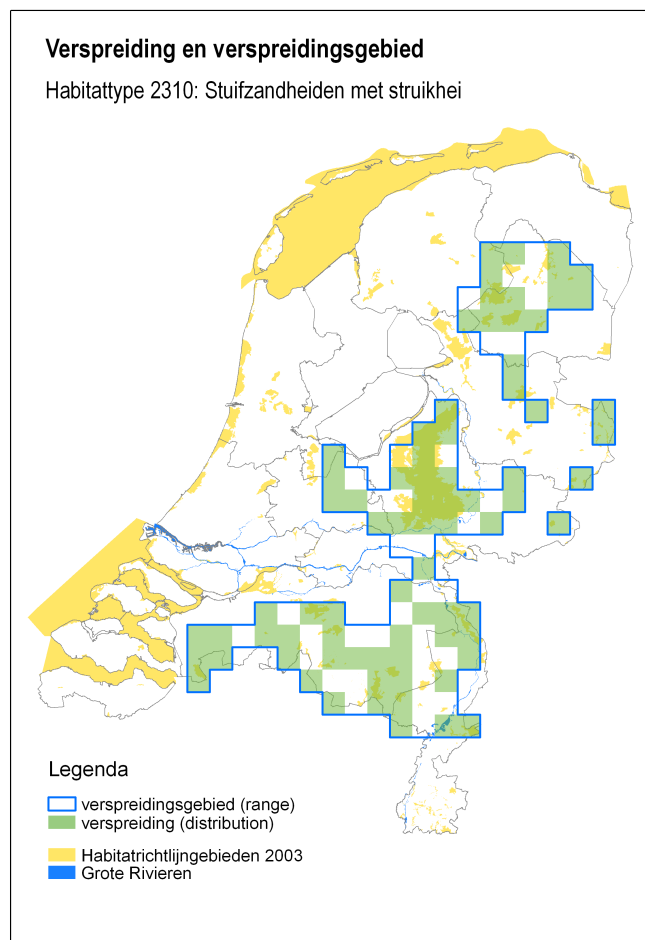 Verspreiding en verspreidingsgebied
Habitattype 2310: Stuifzandheiden met struikhei
Legenda
verspreidingsgebied (range)
verspreiding (distribution)
Habitatrichtlijngebieden 2003
Grote Rivieren